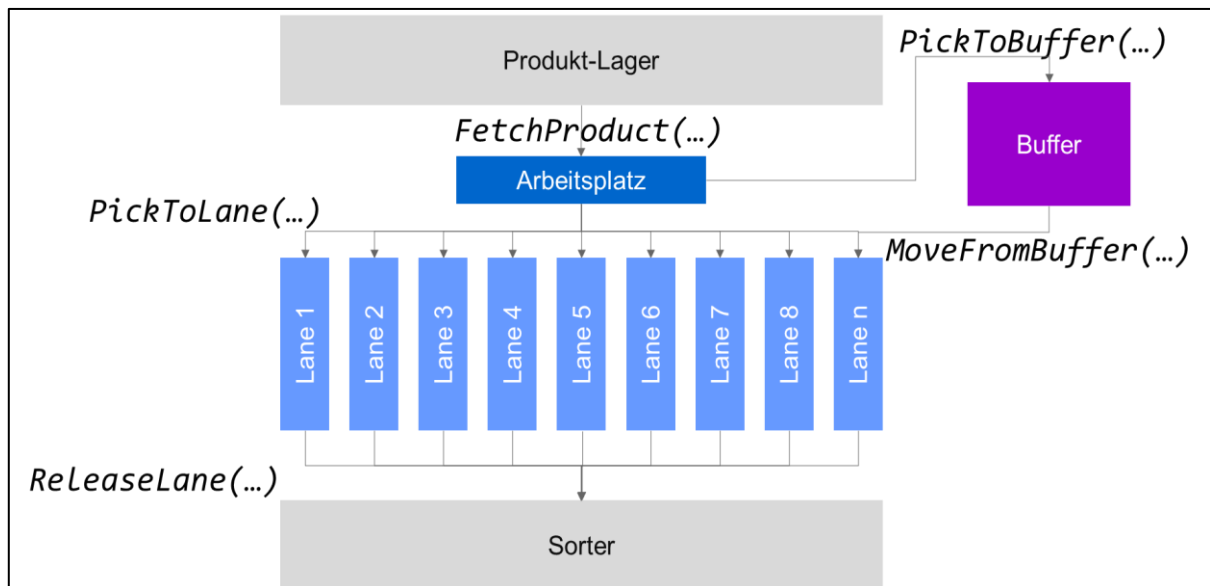 Produkt-Lager
PickToBuffer(…)
FetchProduct(…)
Buffer
Arbeitsplatz
PickToLane(…)
MoveFromBuffer(…)
Lane 1
Lane 2
Lane 3
Lane 4
Lane 5
Lane 6
Lane 7
Lane 8
Lane n
ReleaseLane(…)
Sorter